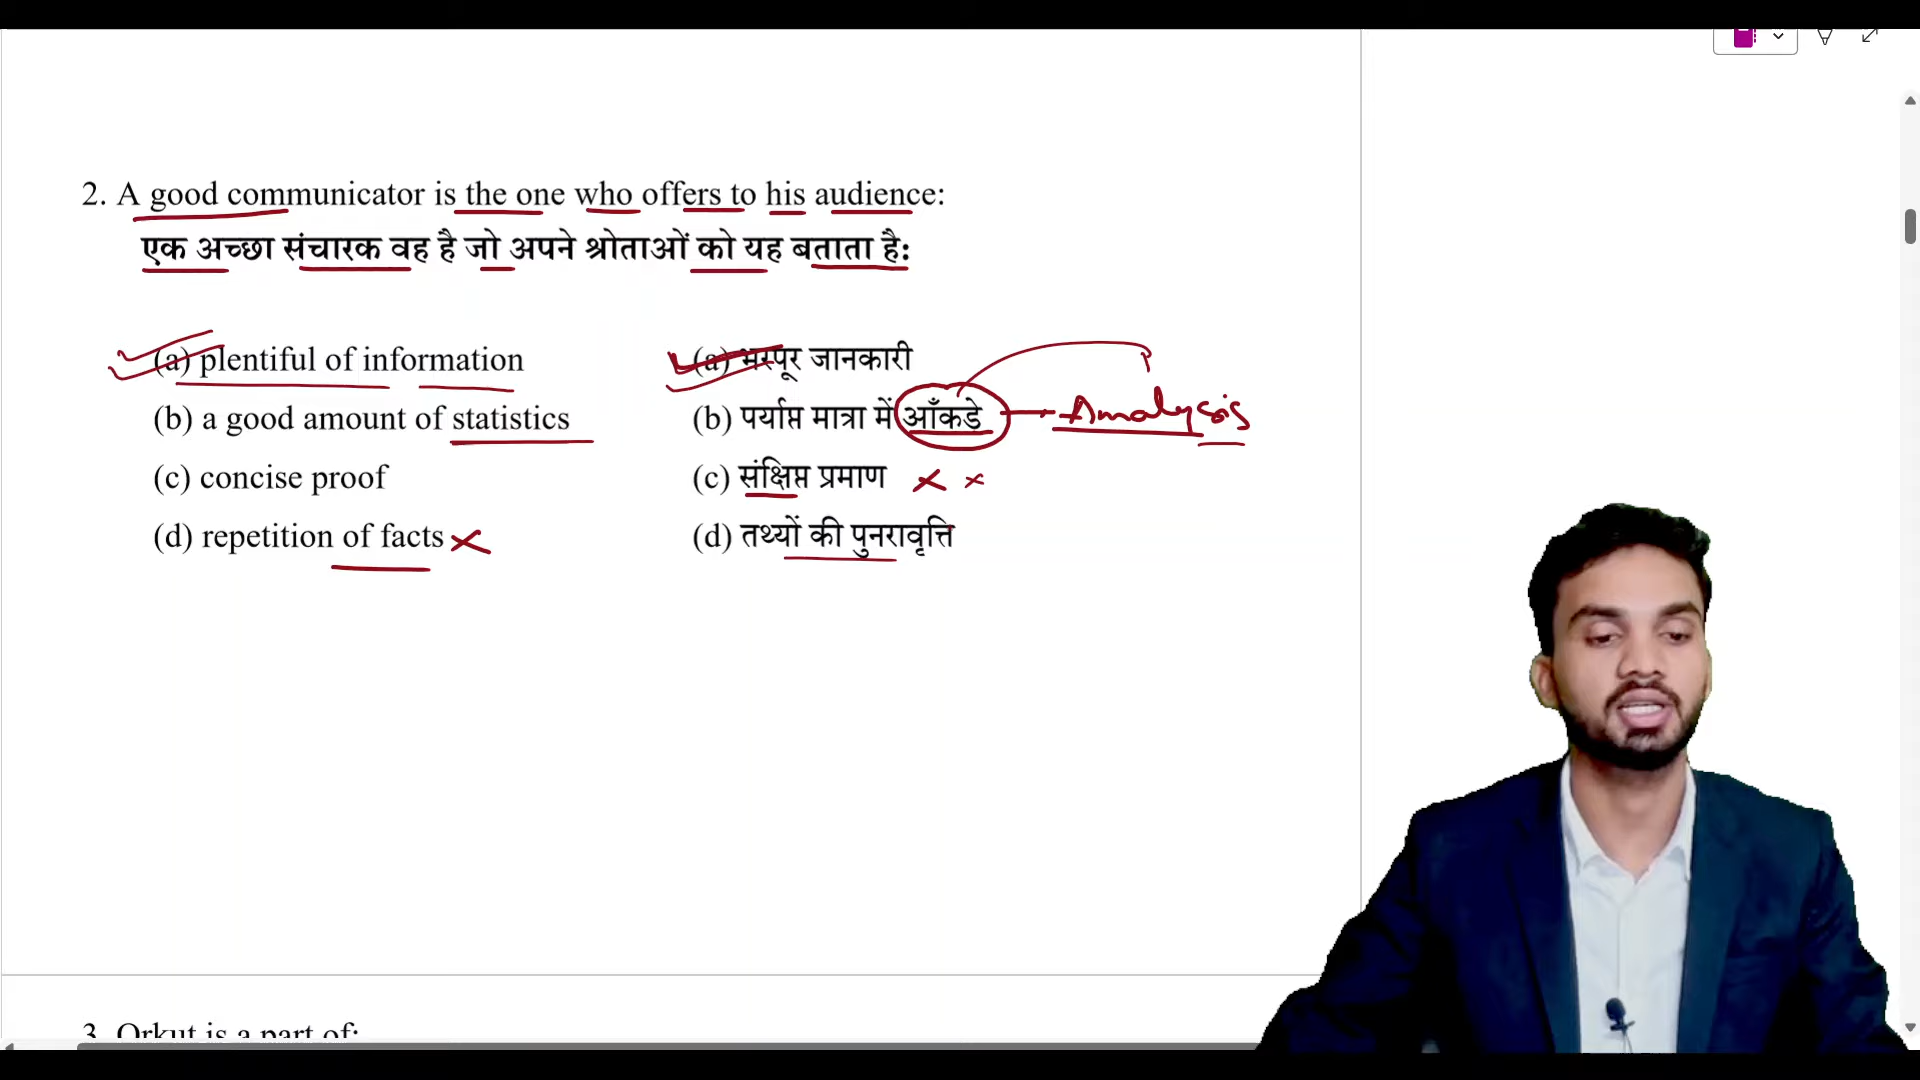 2. A good communicator is the one who offers to his audience:
एक अच्छा संचारक वह है जो अपने श्रोताओं को यह बताता है:
(a) plentiful of information
(b) a good amount of statistics
(c) concise proof
(d) repetition of facts
(a) भरपूर जानकारी
(b) पर्याप्त मात्रा में आँकडे Analysis
(c) संक्षिप्त प्रमाण
(d) तथ्यों की पुनरावृत्ति
3. Orkut is a part of: